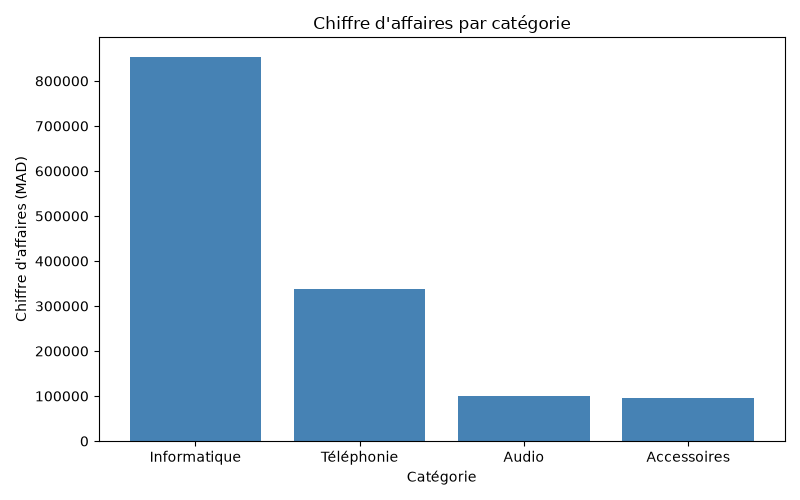 Chiffre d'affaires par catégorie
Chiffre d'affaires (MAD)
800000
700000
600000
500000
400000
300000
200000
100000
0
Informatique
Téléphonie
Audio
Accessoires
Catégorie